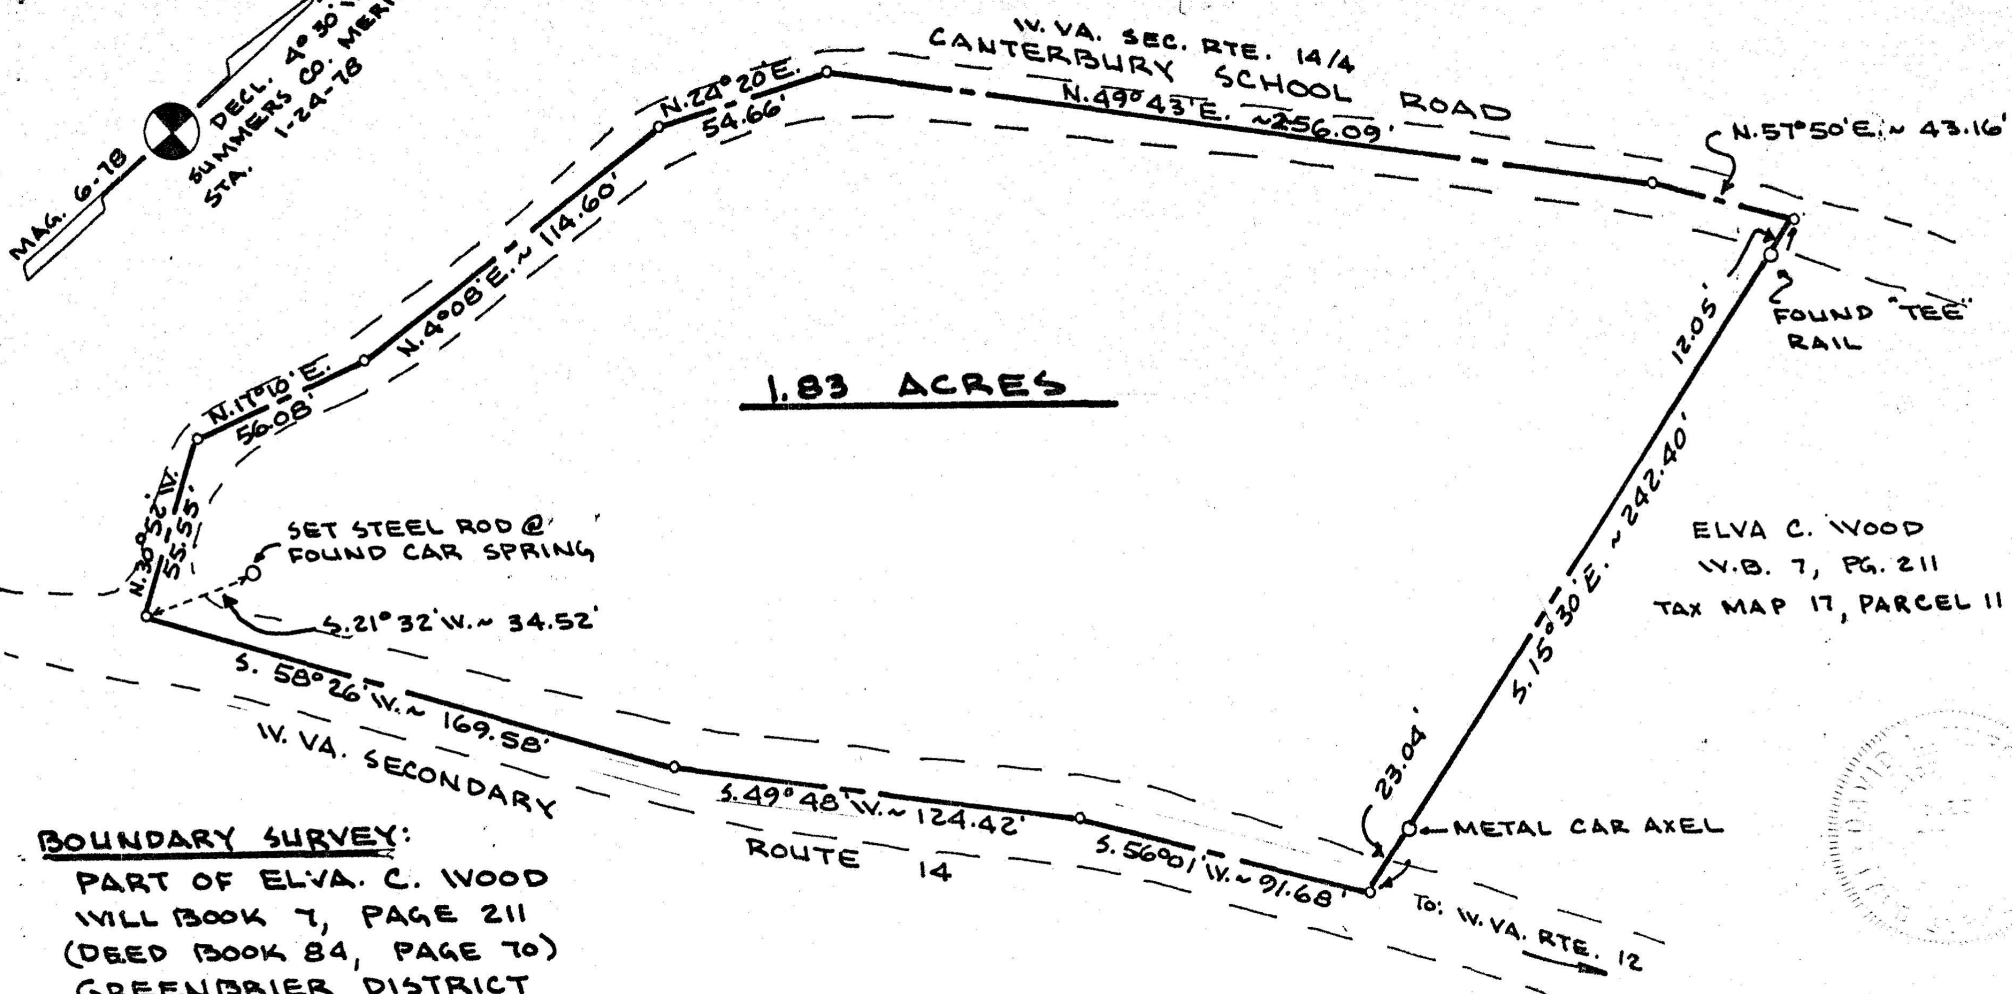 MAG. 6-78
DECL. 4°30'
SUMMERS CO. MERI
STA. 1-24-78
W. VA. SEC. RTE. 14/4
CANTERBURY SCHOOL ROAD
N.24°20'E.
54.66'
N.49°43'E. ~256.09'
N.57°50'E.~ 43.16'
N.4°08'E.~ 114.60'
N.17°10'E.
56.08'
N.30°52'W.
55.55'
1.83 ACRES
12.05'
FOUND "TEE"
RAIL
S.15°30'E. ~ 242.40'
ELVA C. WOOD
W.B. 7, PG. 211
TAX MAP 17, PARCEL 11
SET STEEL ROD @
FOUND CAR SPRING
S.21°32'W.~ 34.52'
S. 58°26'W.~ 169.58'
W. VA. SECONDARY
ROUTE 14
S.49°48'W.~ 124.42'
S.56°01'W.~ 91.68'
23.04'
METAL CAR AXEL
TO: W. VA. RTE. 12
BOUNDARY SURVEY:
PART OF ELVA. C. WOOD
WILL BOOK 7, PAGE 211
(DEED BOOK 84, PAGE 70)
GREENBRIER DISTRICT